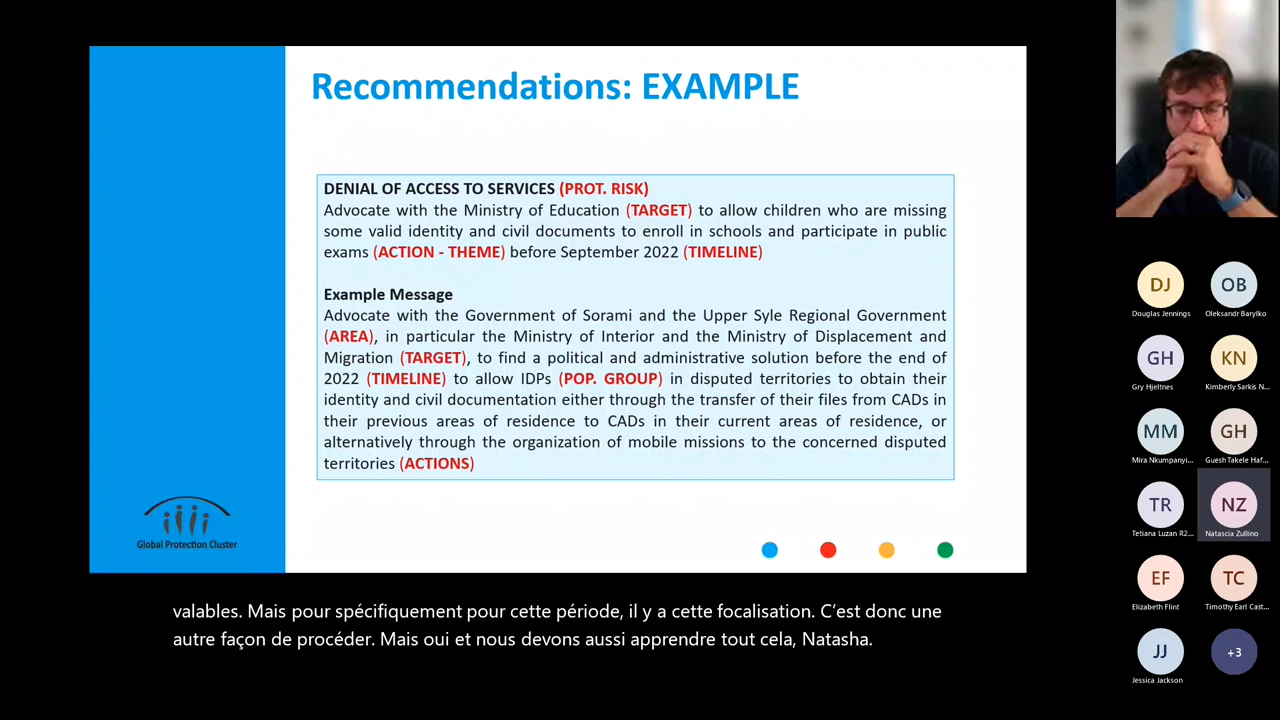 Recommendations: EXAMPLE
DENIAL OF ACCESS TO SERVICES (PROT. RISK)
Advocate with the Ministry of Education (TARGET) to allow children who are missing
some valid identity and civil documents to enroll in schools and participate in public
exams (ACTION - THEME) before September 2022 (TIMELINE)
Example Message
Advocate with the Government of Sorami and the Upper Syle Regional Government
(AREA), in particular the Ministry of Interior and the Ministry of Displacement and
Migration (TARGET), to find a political and administrative solution before the end of
2022 (TIMELINE) to allow IDPs (POP. GROUP) in disputed territories to obtain their
identity and civil documentation either through the transfer of their files from CADs in
their previous areas of residence to CADs in their current areas of residence, or
alternatively through the organization of mobile missions to the concerned disputed
territories (ACTIONS)
Global Protection Cluster
valables. Mais pour spécifiquement pour cette période, il y a cette focalisation. C’est donc une
autre façon de procéder. Mais oui et nous devons aussi apprendre tout cela, Natasha.
DJ
Douglas Jennings
OB
Oleksandr Barylko
GH
Gry Hjeltnes
KN
Kimberly Sarkis N...
MM
Mira Nkumpanyi...
GH
Guesh Takele Haf...
TR
Tetiana Luzan R2...
NZ
Natascia Zullino
EF
Elizabeth Flint
TC
Timothy Earl Cast...
JJ
Jessica Jackson
+3